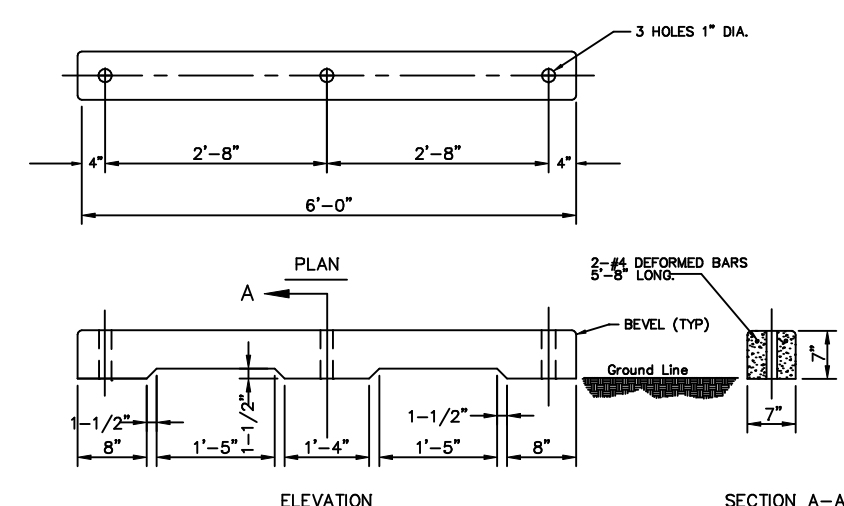 3 HOLES 1" DIA.
4"
2'-8"
2'-8"
4"
6'-0"
PLAN
2-#4 DEFORMED BARS
5'-8" LONG.
A
BEVEL (TYP)
Ground Line
7"
1-1/2"
1-1/2"
1-1/2"
7"
8"
1'-5"
1'-4"
1'-5"
8"
ELEVATION
SECTION A-A